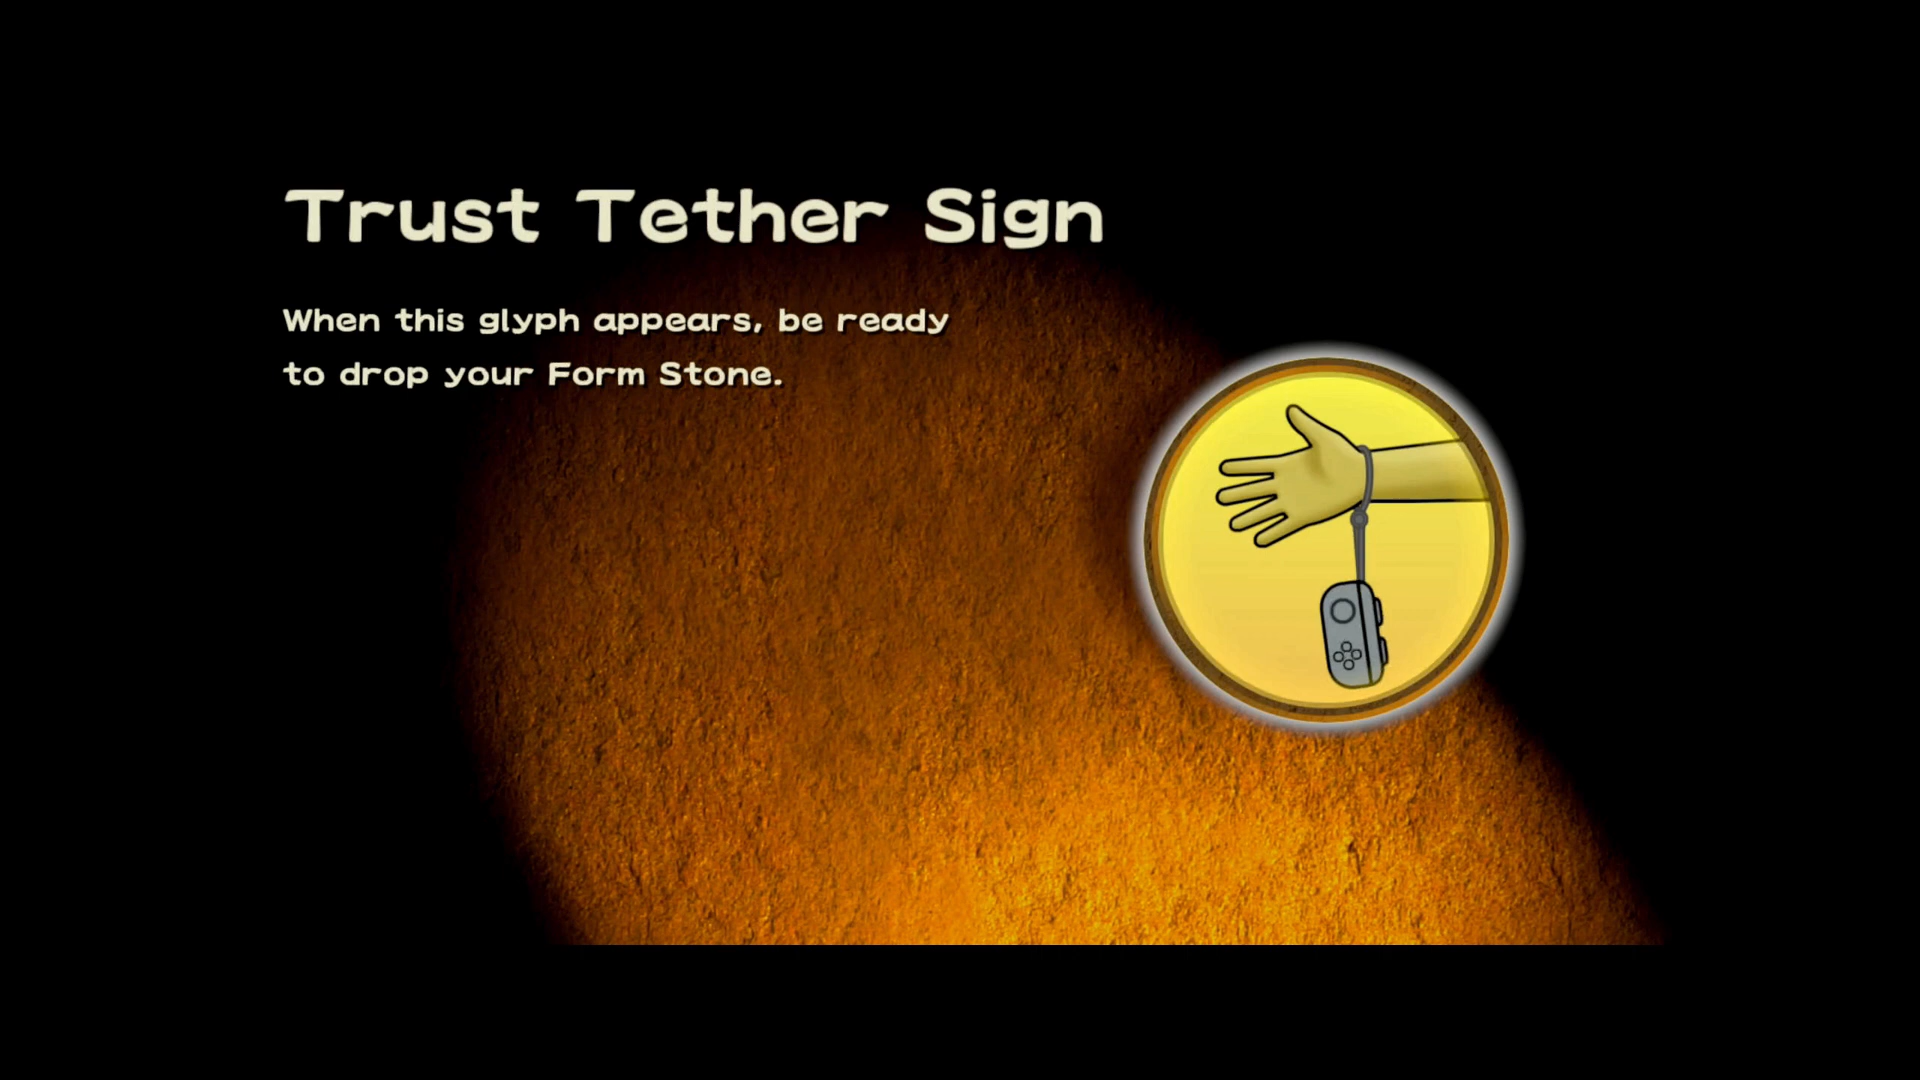 Trust Tether Sign
When this glyph appears, be ready
to drop your Form Stone.